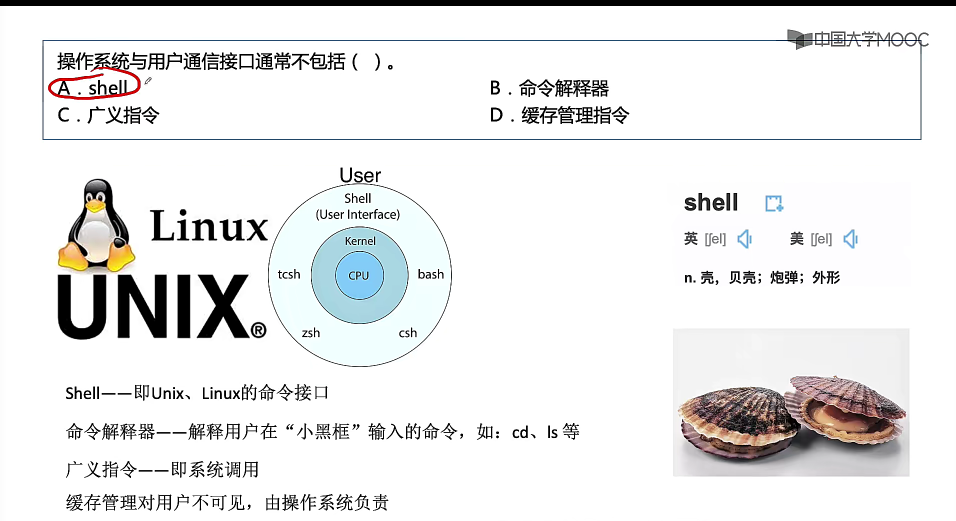 中国大学MOOC
操作系统与用户通信接口通常不包括（ ）。
A．shell
B．命令解释器
C．广义指令
D．缓存管理指令
User
Shell
(User Interface)
Kernel
CPU
tcsh
bash
zsh
csh
Linux
UNIX®
shell
英 [ʃel]
美 [ʃel]
n. 壳，贝壳；炮弹；外形
Shell——即Unix、Linux的命令接口
命令解释器——解释用户在“小黑框”输入的命令，如：cd、ls 等
广义指令——即系统调用
缓存管理对用户不可见，由操作系统负责